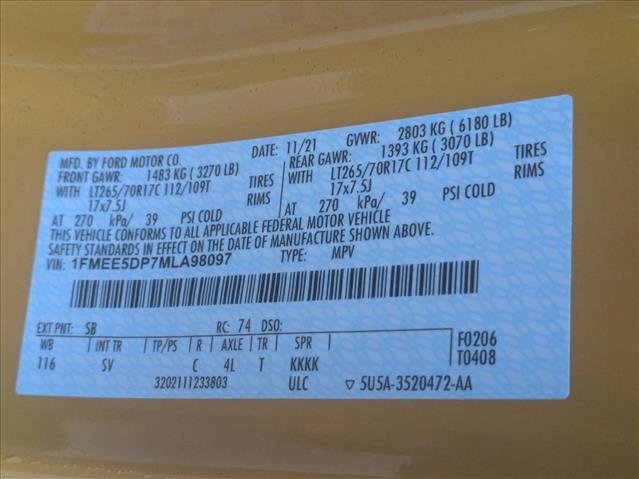 MFD. BY FORD MOTOR CO.
DATE: 11/21 GVWR: 2803 KG ( 6180 LB)
FRONT GAWR: 1483 KG ( 3270 LB) REAR GAWR: 1393 KG ( 3070 LB)
WITH LT265/70R17C 112/109T TIRES WITH LT265/70R17C 112/109T TIRES
17x7.5J RIMS 17x7.5J RIMS
AT 270 kPa/ 39 PSI COLD AT 270 kPa/ 39 PSI COLD
THIS VEHICLE CONFORMS TO ALL APPLICABLE FEDERAL MOTOR VEHICLE
SAFETY STANDARDS IN EFFECT ON THE DATE OF MANUFACTURE SHOWN ABOVE.
VIN: 1FMEE5DP7MLA98097 TYPE: MPV
EXT PNT: SB RC: 74 DSO:
WB INT TR TP/PS R AXLE TR SPR F0206
116 SV C 4L T KKKK T0408
3202111233803 ULC ▽ 5U5A-3520472-AA